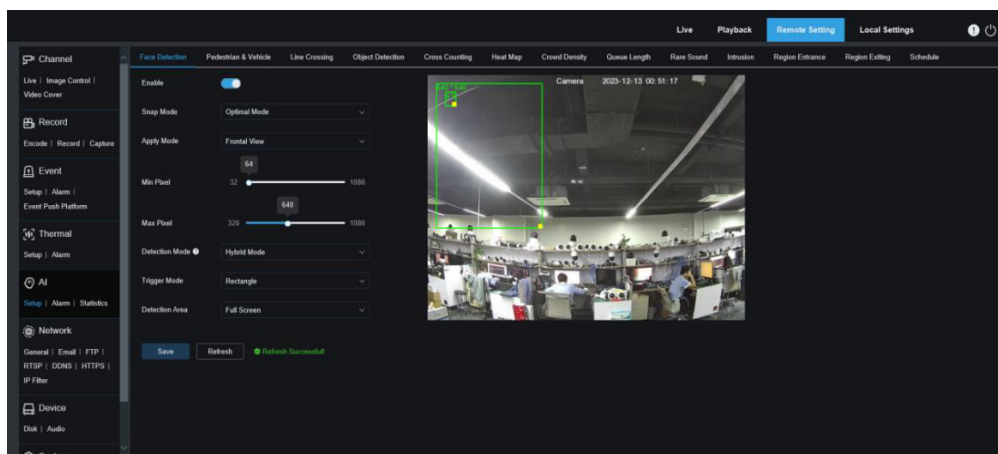 Live Playback Remote Setting Local Settings
Channel
Live | Image Control |
Video Cover
Record
Encode | Record | Capture
Event
Setup | Alarm |
Event Push Platform
Thermal
Setup | Alarm
AI
Setup | Alarm | Statistics
Network
General | Email | FTP |
RTSP | DDNS | HTTPS |
IP Filter
Device
Disk | Audio
Face Detection Pedestrian & Vehicle Line Crossing Object Detection Cross Counting Heat Map Crowd Density Queue Length Rare Sound Intrusion Region Entrance Region Exiting Schedule
Enable
Snap Mode Optimal Mode
Apply Mode Frontal View
64
Min Pixel 32 1080
640
Max Pixel 320 1080
Detection Mode Hybrid Mode
Trigger Mode Rectangle
Detection Area Full Screen
Save Refresh Refresh Successful!
Camera 2023-12-13 00:51:17
640*640